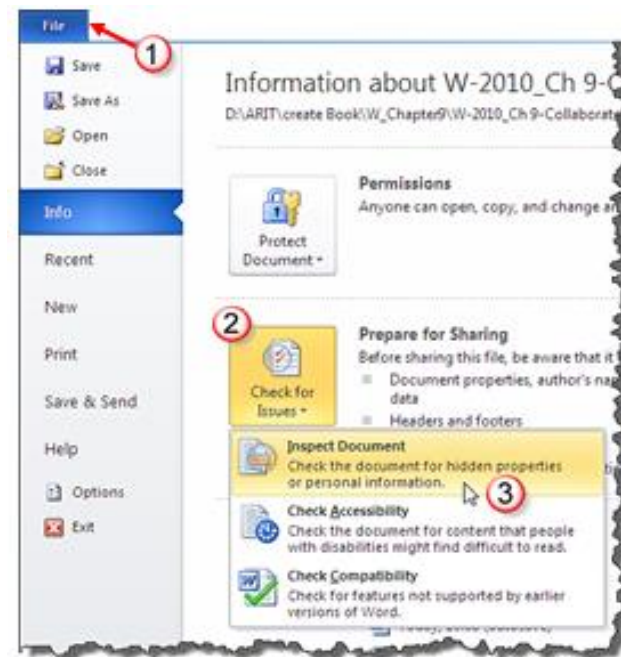 File
1
Save
Save As
Open
Close
Info
Recent
New
Print
Save & Send
Help
Options
Exit
Information about W-2010_Ch 9-C
D:\ARIT\create Book\W_Chapter9\W-2010_Ch 9-Collaborate
Protect
Document
Permissions
Anyone can open, copy, and change an
2
Check for
Issues
Prepare for Sharing
Before sharing this file, be aware that it
Document properties, author's nam
data
Headers and footers
Inspect Document
Check the document for hidden properties
or personal information.
3
Check Accessibility
Check the document for content that people
with disabilities might find difficult to read.
Check Compatibility
Check for features not supported by earlier
versions of Word.